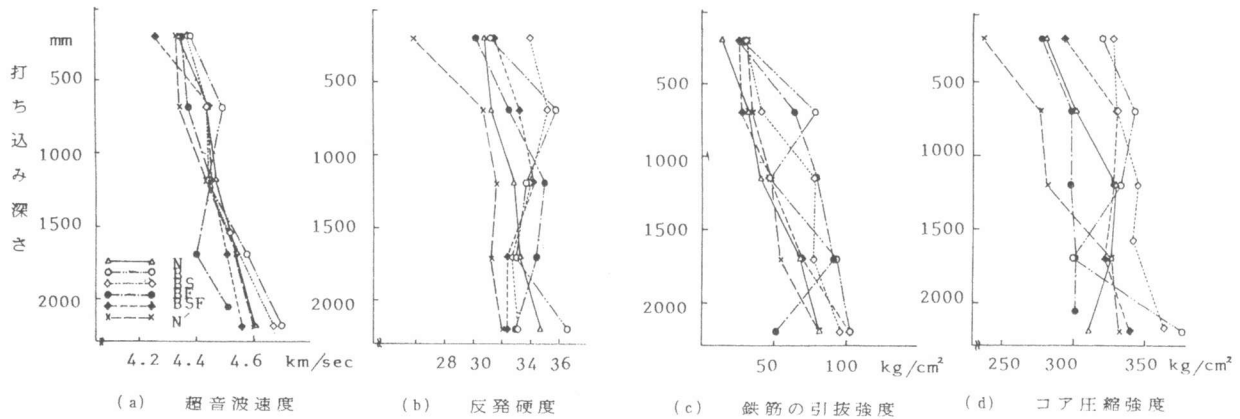 打ち込み深さ
mm
500
1000
1500
2000
N
B
BS
BF
BSF
N'
4.2 4.4 4.6 km/sec
(a) 超音波速度
500
1000
1500
2000
28 30 32 34 36
(b) 反発硬度
500
1000
1500
2000
50 100 kg/cm²
(c) 鉄筋の引抜強度
500
1000
1500
2000
250 300 350 kg/cm²
(d) コア圧縮強度